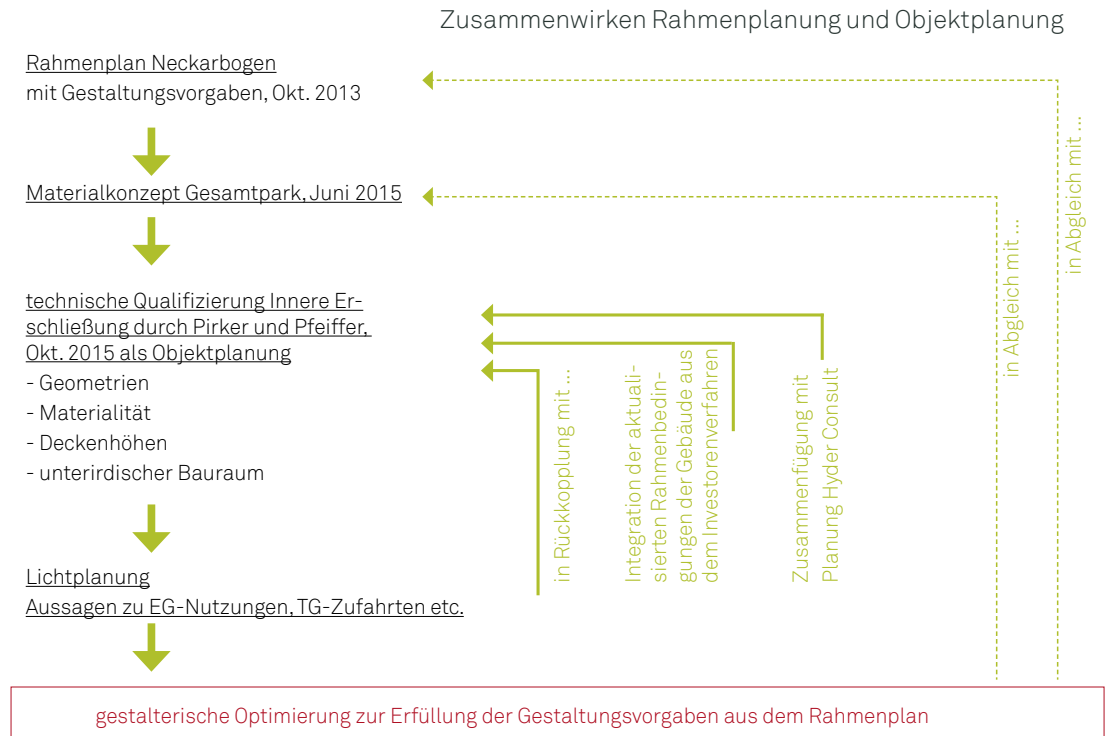 Zusammenwirken Rahmenplanung und Objektplanung
Rahmenplan Neckarbogen
mit Gestaltungsvorgaben, Okt. 2013
Materialkonzept Gesamtpark, Juni 2015
technische Qualifizierung Innere Er-
schließung durch Pirker und Pfeiffer,
Okt. 2015 als Objektplanung
- Geometrien
- Materialität
- Deckenhöhen
- unterirdischer Bauraum
Lichtplanung
Aussagen zu EG-Nutzungen, TG-Zufahrten etc.
in Rückkopplung mit ...
Integration der aktuali-
sierten Rahmenbedin-
gungen der Gebäude aus
dem Investorenverfahren
Zusammenfügung mit
Planung Hyder Consult
in Abgleich mit ...
in Abgleich mit ...
gestalterische Optimierung zur Erfüllung der Gestaltungsvorgaben aus dem Rahmenplan